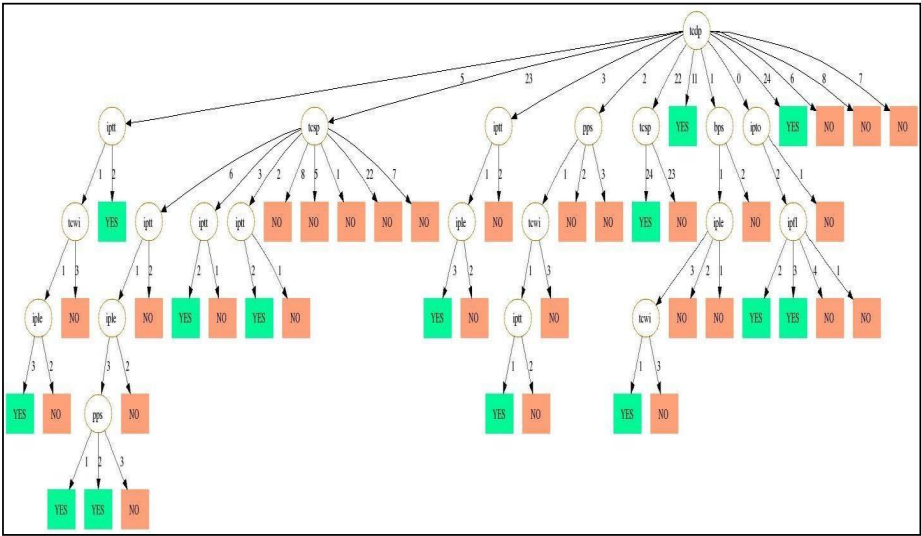 tcdp
5 23 3 2 22 11 1 0 24 6 8 7
iptt tcsp iptt pps tcsp YES bps ipto YES NO NO NO
1 2 6 3 2 8 5 1 22 7 1 2 1 2 3 24 23 1 2 2 1
tcwi YES iptt iptt iptt NO NO NO NO NO iple NO tcwi NO NO YES NO iple NO ipfl NO
1 3 1 2 2 1 2 1 3 2 1 3 3 2 1 2 3 4 1
iple NO iple NO YES NO YES NO YES NO iptt NO tcwi NO NO YES YES NO NO
3 2 3 2 1 2 1 3
YES NO pps NO YES NO YES NO
1 2 3
YES YES NO